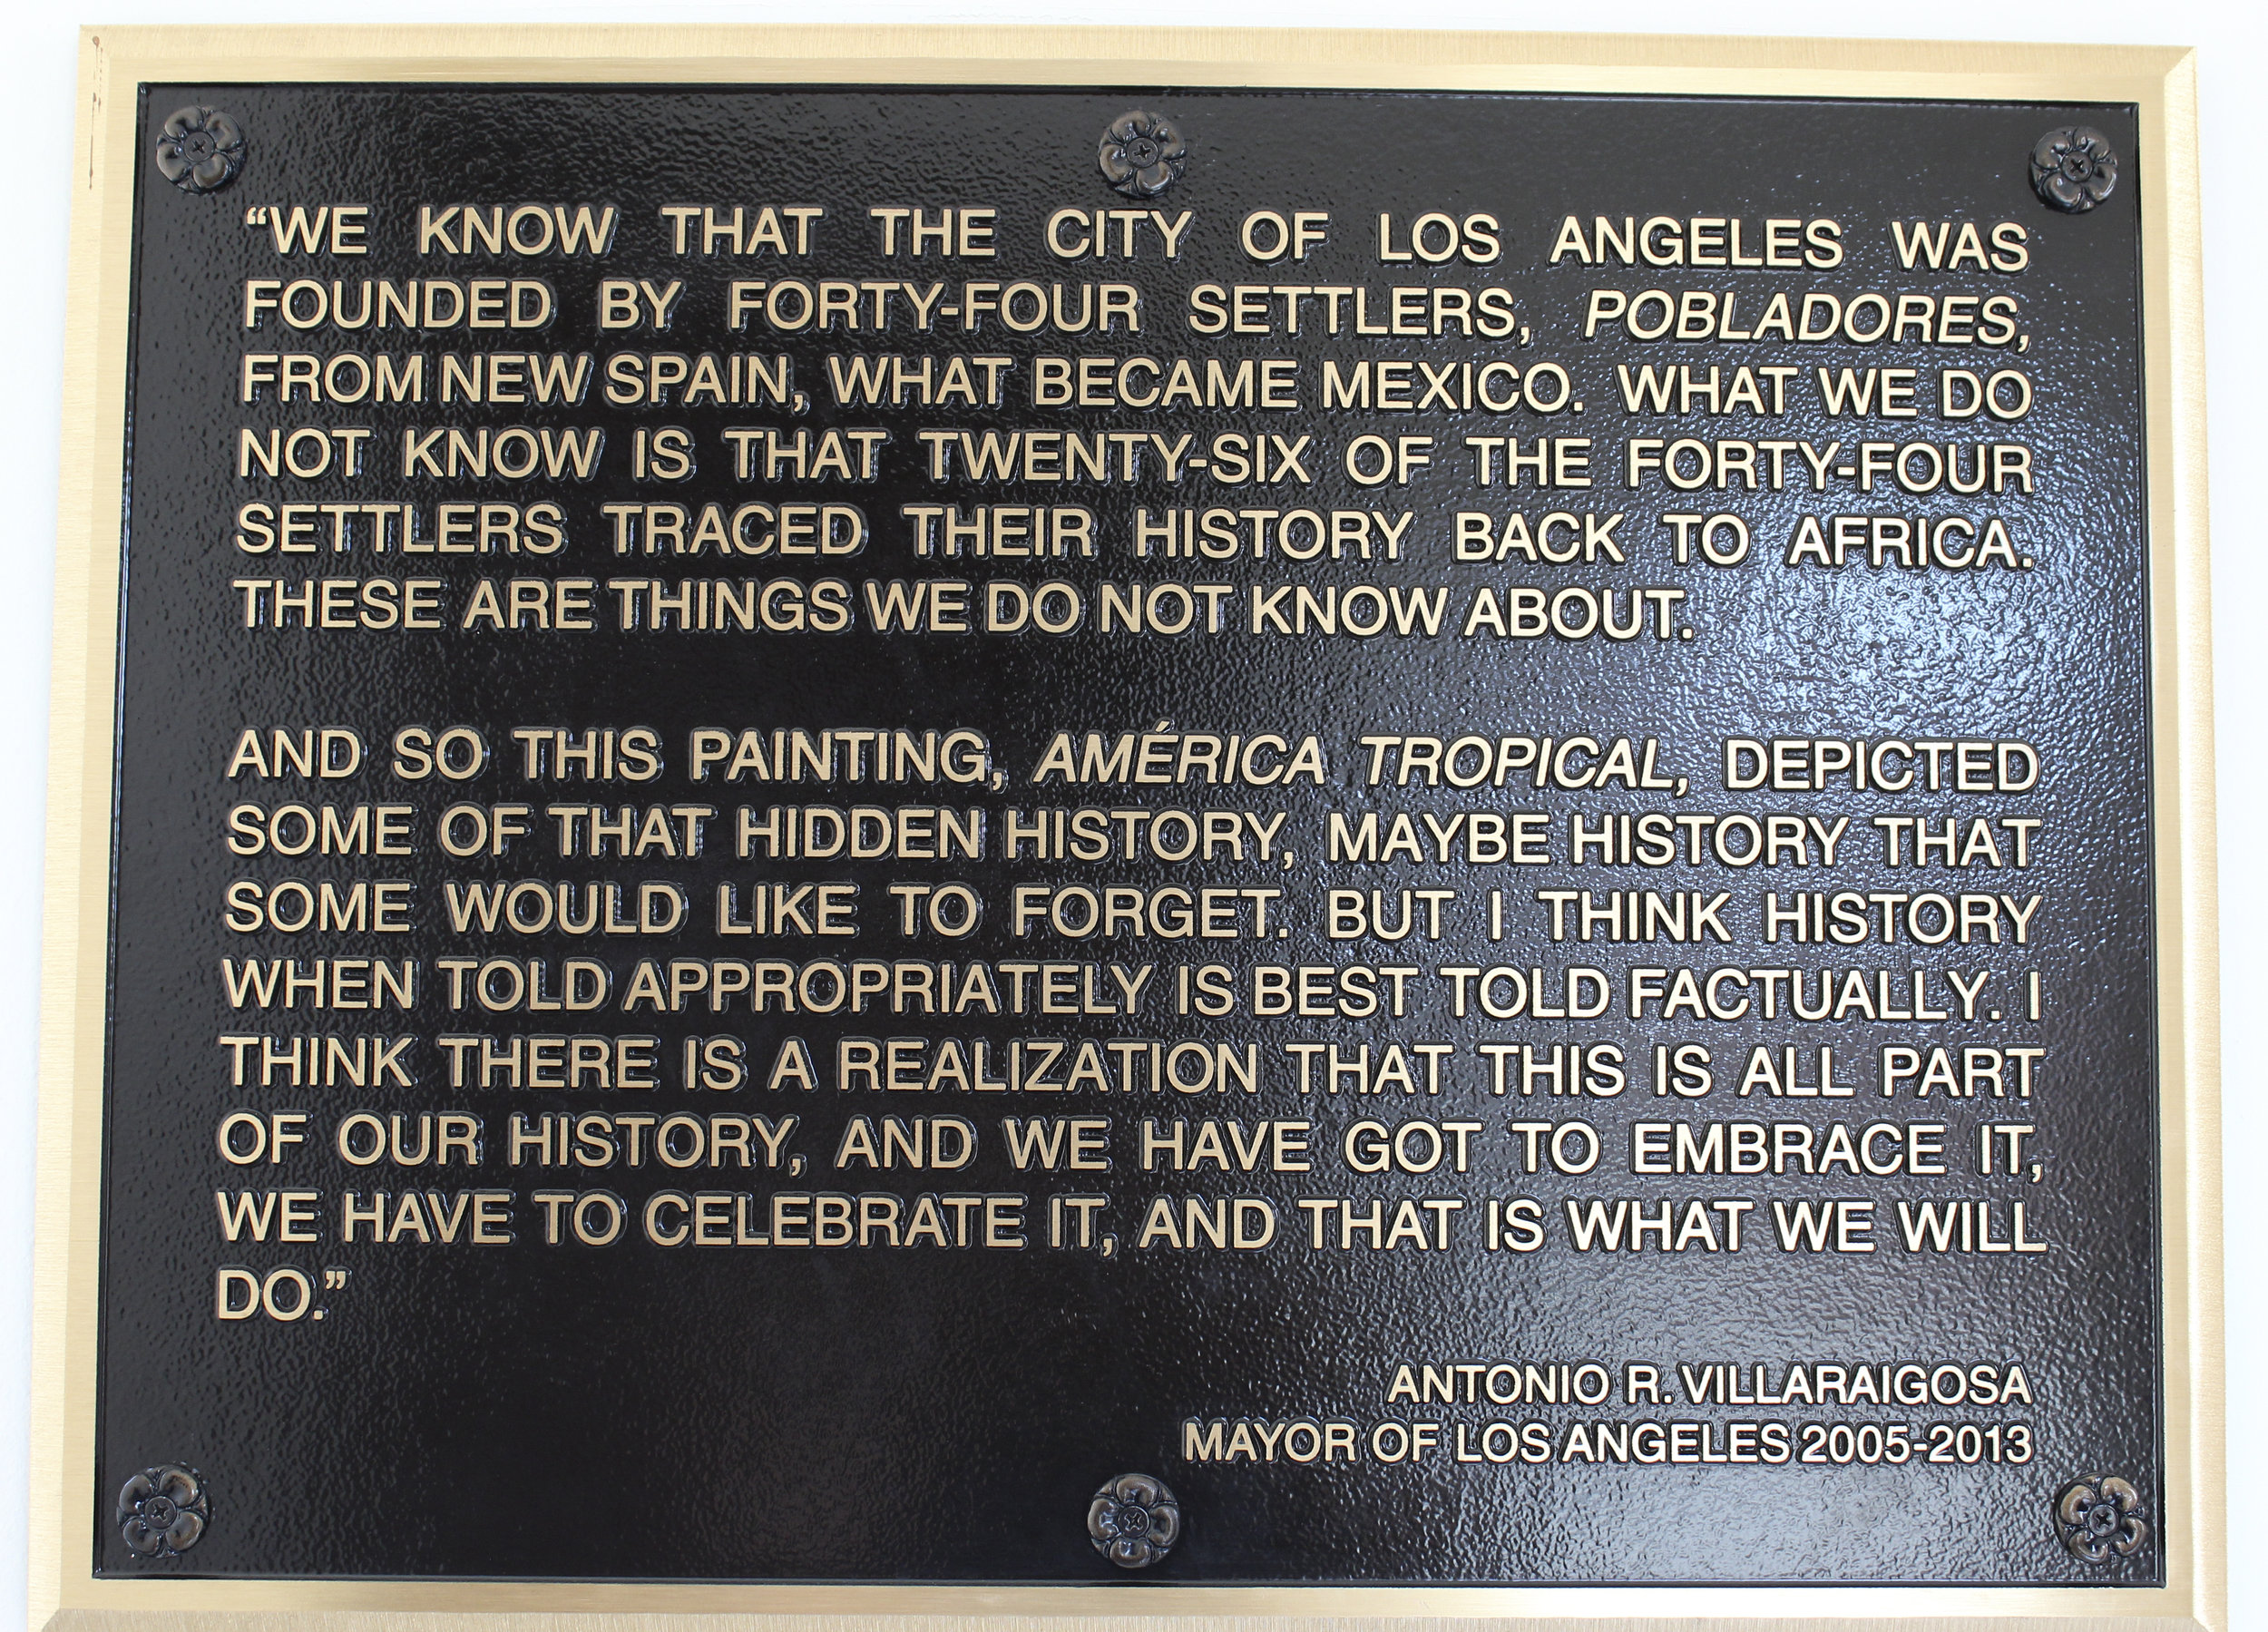 “WE KNOW THAT THE CITY OF LOS ANGELES WAS
FOUNDED BY FORTY-FOUR SETTLERS, POBLADORES,
FROM NEW SPAIN, WHAT BECAME MEXICO. WHAT WE DO
NOT KNOW IS THAT TWENTY-SIX OF THE FORTY-FOUR
SETTLERS TRACED THEIR HISTORY BACK TO AFRICA.
THESE ARE THINGS WE DO NOT KNOW ABOUT.
AND SO THIS PAINTING, AMÉRICA TROPICAL, DEPICTED
SOME OF THAT HIDDEN HISTORY, MAYBE HISTORY THAT
SOME WOULD LIKE TO FORGET. BUT I THINK HISTORY
WHEN TOLD APPROPRIATELY IS BEST TOLD FACTUALLY. I
THINK THERE IS A REALIZATION THAT THIS IS ALL PART
OF OUR HISTORY, AND WE HAVE GOT TO EMBRACE IT,
WE HAVE TO CELEBRATE IT, AND THAT IS WHAT WE WILL
DO.”
ANTONIO R. VILLARAIGOSA
MAYOR OF LOS ANGELES 2005-2013